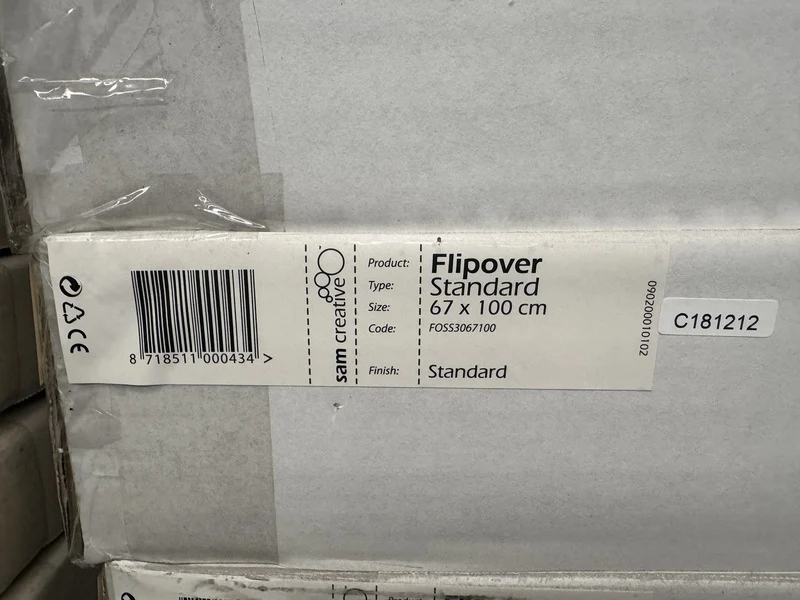 8 718511 000434 >
sam creative
Product: Flipover
Type: Standard
Size: 67 x 100 cm
Code: FOSS3067100
Finish: Standard
090200010102
C181212
CE